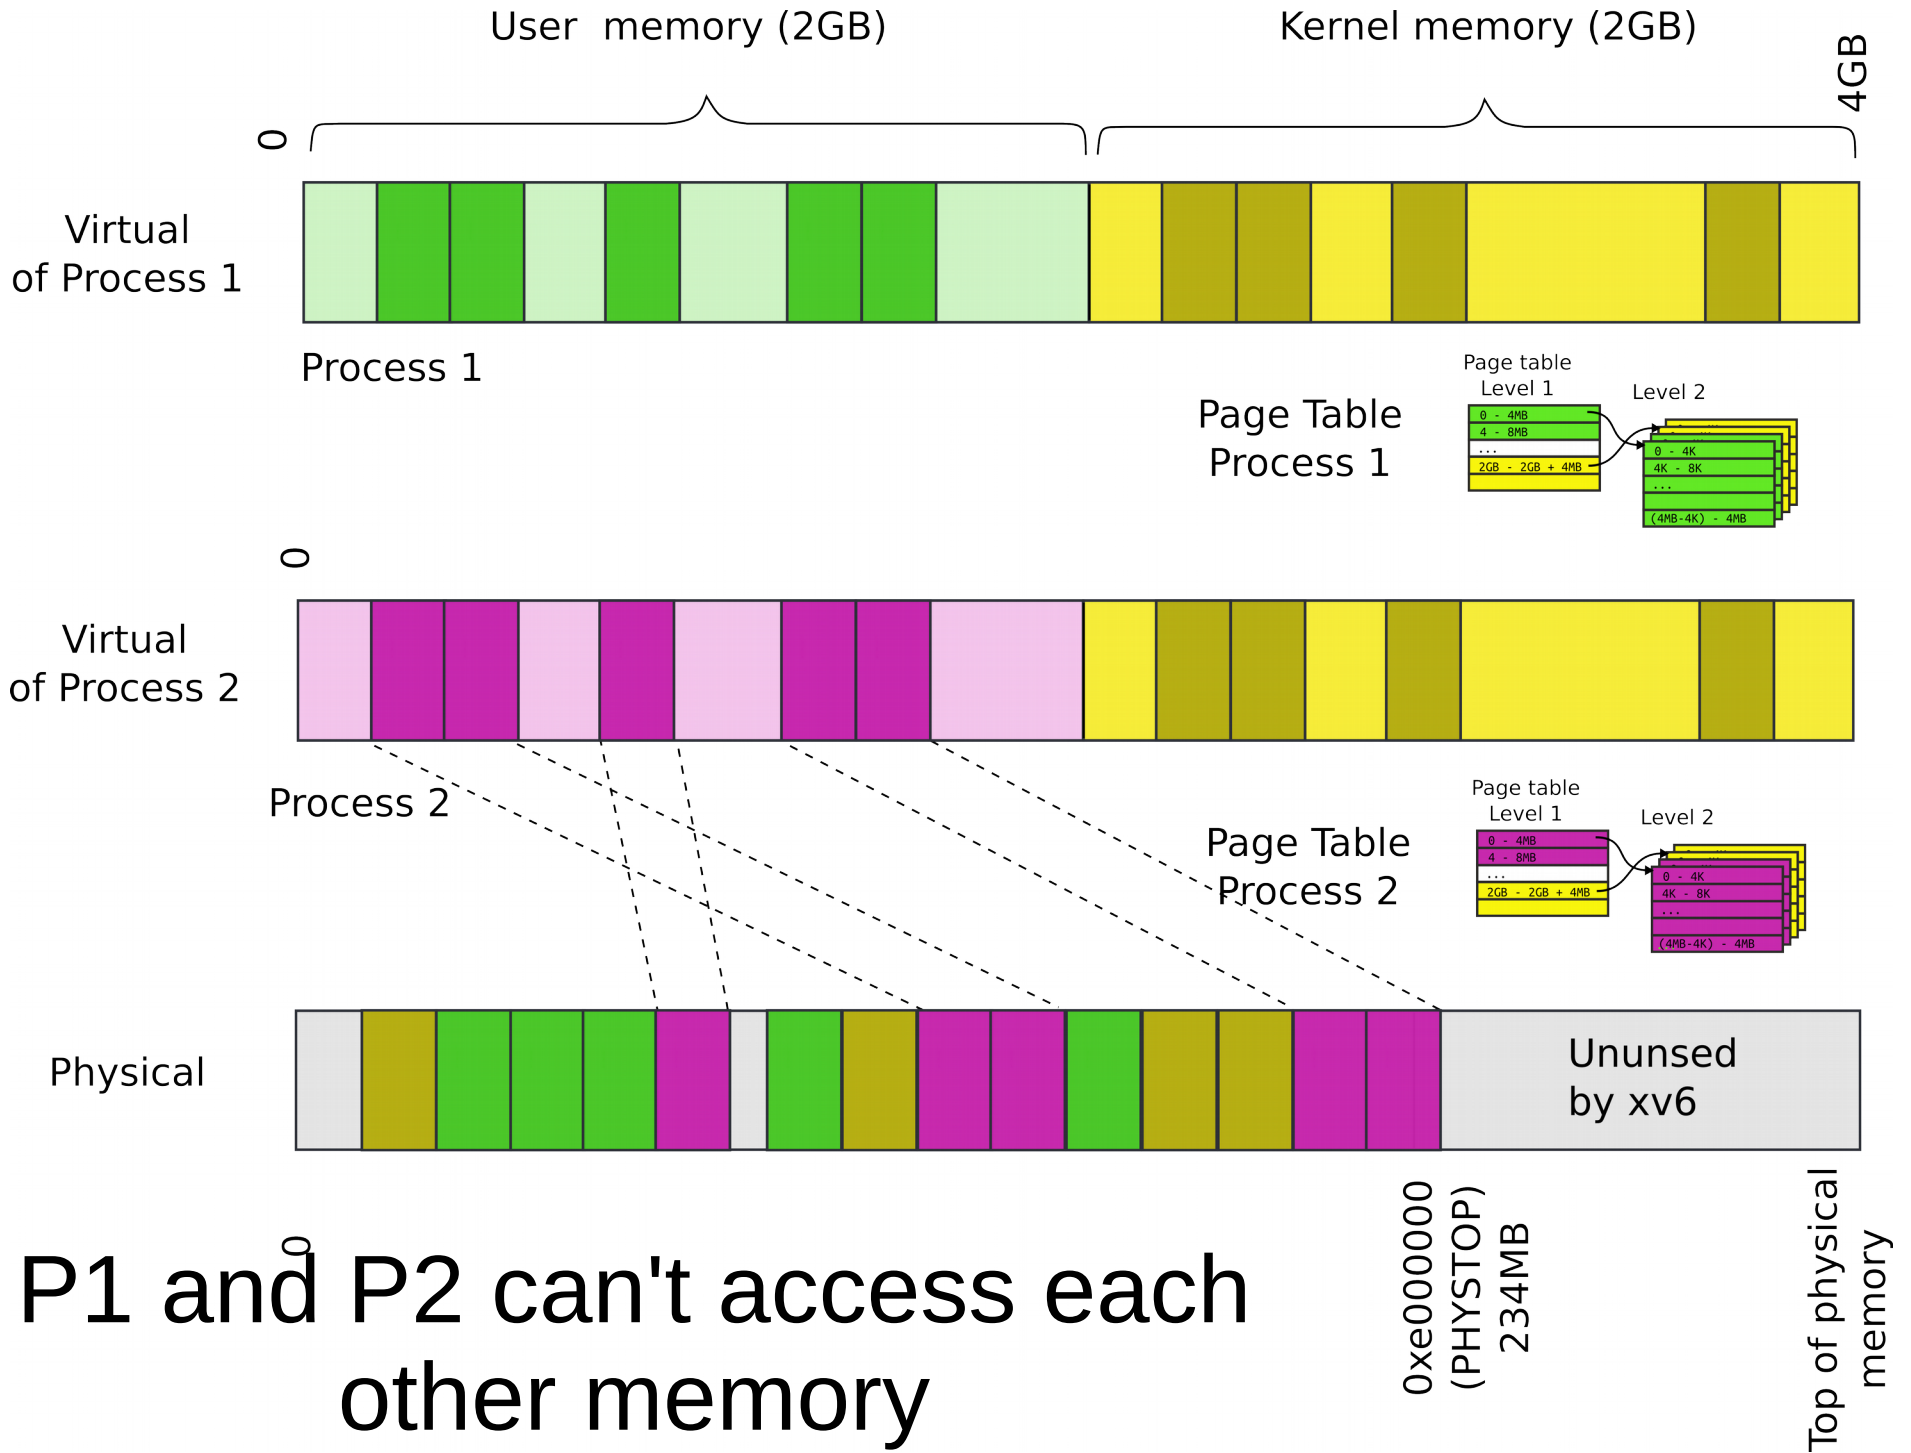 User  memory (2GB)
Kernel memory (2GB)
4GB
0
Virtual
of Process 1
Process 1
Page Table
Process 1
Page table
Level 1
Level 2
0 - 4MB
4 - 8MB
...
2GB - 2GB + 4MB
0 - 4K
4K - 8K
...
(4MB-4K) - 4MB
0
Virtual
of Process 2
Process 2
Page Table
Process 2
Page table
Level 1
Level 2
0 - 4MB
4 - 8MB
...
2GB - 2GB + 4MB
0 - 4K
4K - 8K
...
(4MB-4K) - 4MB
Physical
Ununsed
by xv6
0
0xe000000
(PHYSTOP)
234MB
Top of physical
memory
P1 and P2 can't access each
other memory